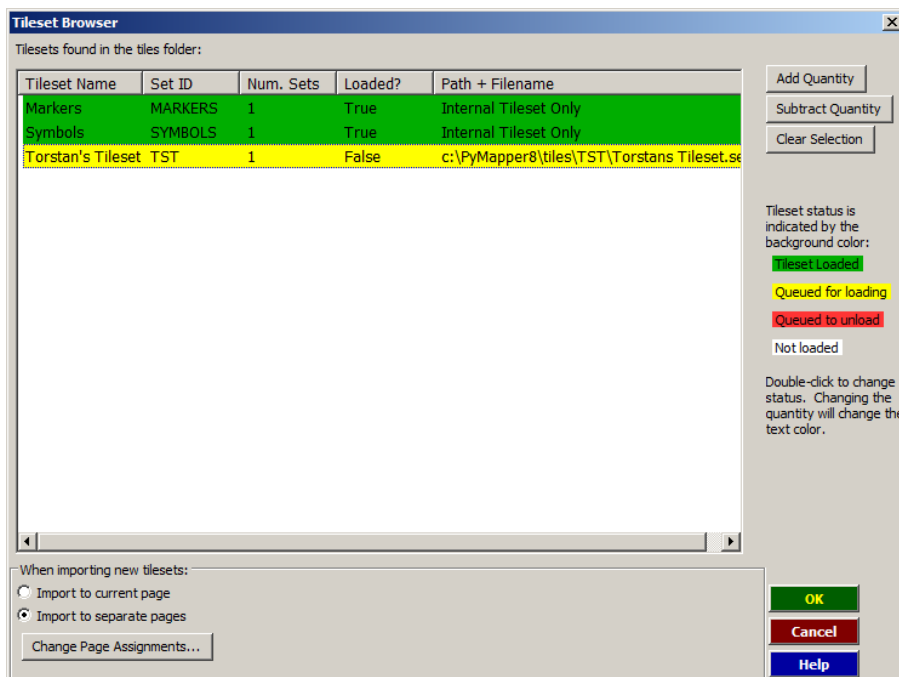 Tileset Browser
Tilesets found in the tiles folder:
Tileset Name Set ID Num. Sets Loaded? Path + Filename
Markers MARKERS 1 True Internal Tileset Only
Symbols SYMBOLS 1 True Internal Tileset Only
Torstan's Tileset TST 1 False c:\PyMapper8\tiles\TST\Torstans Tileset.se
Add Quantity
Subtract Quantity
Clear Selection
Tileset status is
indicated by the
background color:
Tileset Loaded
Queued for loading
Queued to unload
Not loaded
Double-click to change
status. Changing the
quantity will change the
text color.
When importing new tilesets:
Import to current page
Import to separate pages
Change Page Assignments...
OK
Cancel
Help